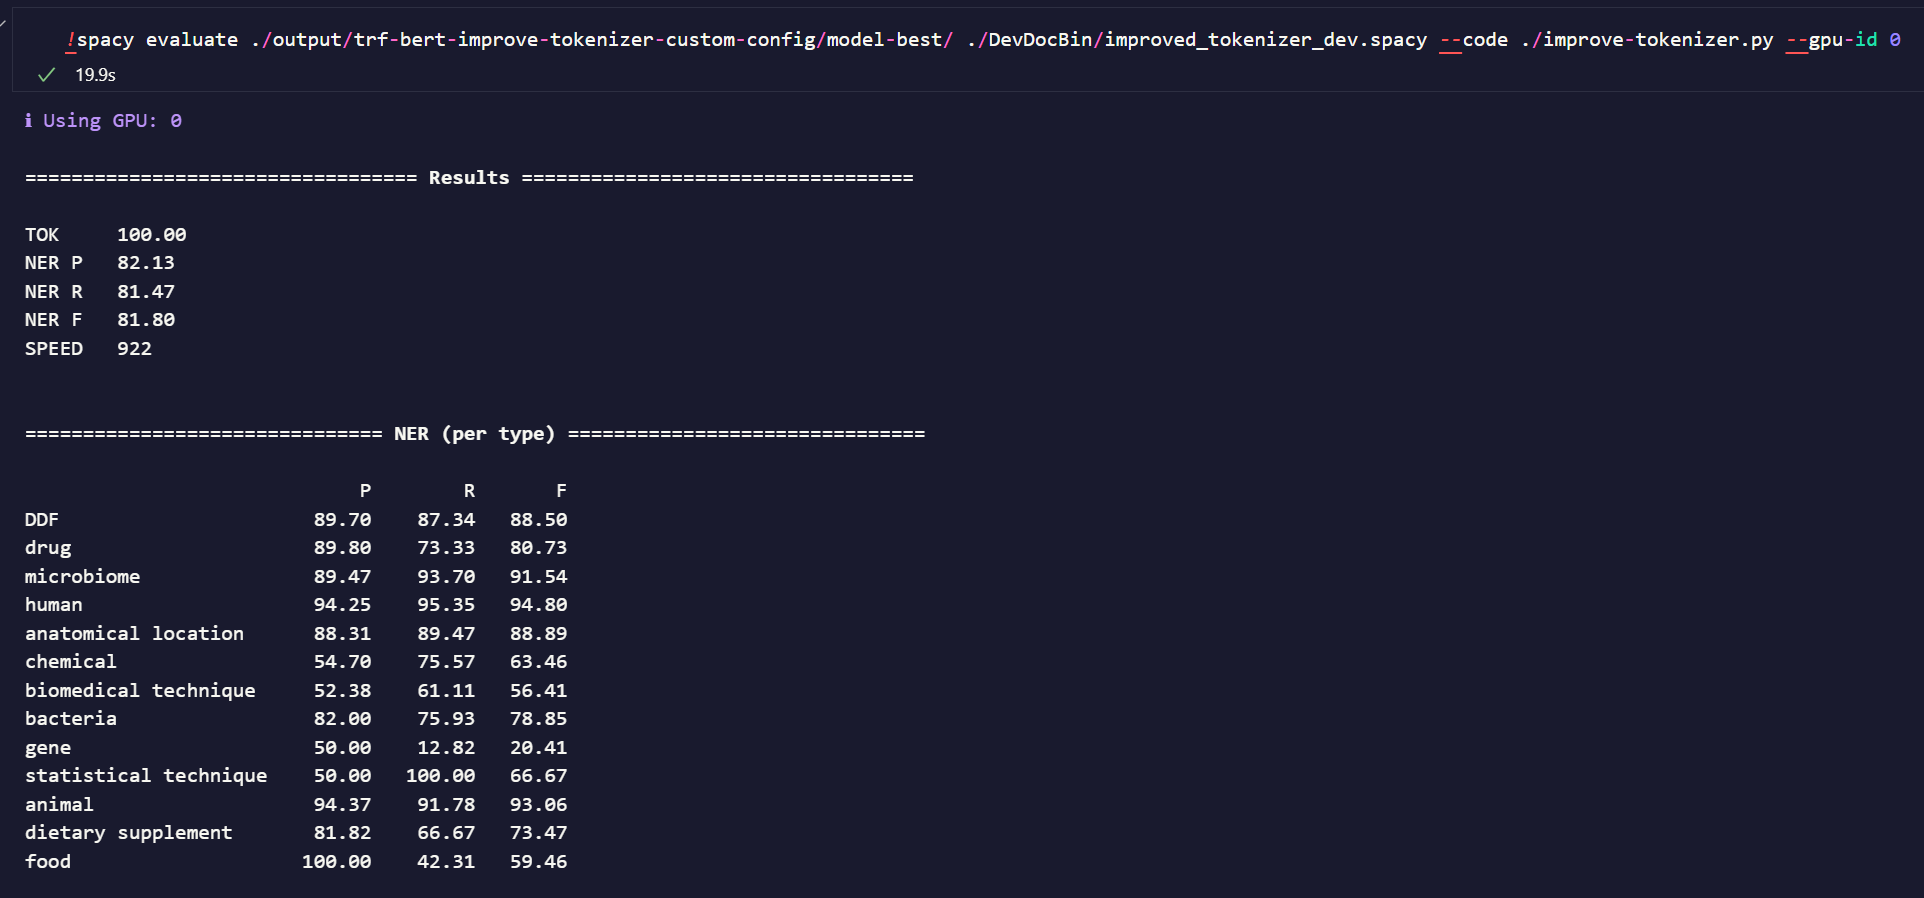 !spacy evaluate ./output/trf-bert-improve-tokenizer-custom-config/model-best/ ./DevDocBin/improved_tokenizer_dev.spacy --code ./improve-tokenizer.py --gpu-id 0
✓ 19.9s
ℹ Using GPU: 0
================================== Results ==================================
TOK 100.00
NER P 82.13
NER R 81.47
NER F 81.80
SPEED 922
=============================== NER (per type) ===============================
P R F
DDF 89.70 87.34 88.50
drug 89.80 73.33 80.73
microbiome 89.47 93.70 91.54
human 94.25 95.35 94.80
anatomical location 88.31 89.47 88.89
chemical 54.70 75.57 63.46
biomedical technique 52.38 61.11 56.41
bacteria 82.00 75.93 78.85
gene 50.00 12.82 20.41
statistical technique 50.00 100.00 66.67
animal 94.37 91.78 93.06
dietary supplement 81.82 66.67 73.47
food 100.00 42.31 59.46